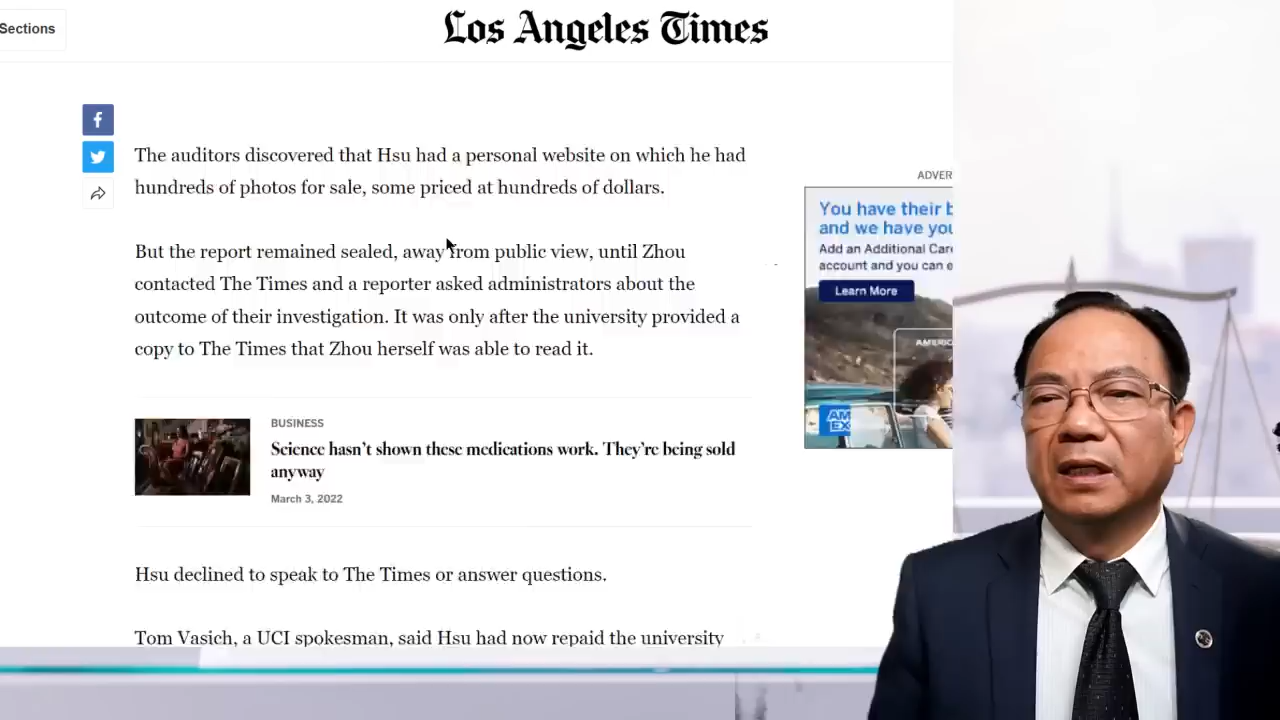 Sections
Los Angeles Times
The auditors discovered that Hsu had a personal website on which he had
hundreds of photos for sale, some priced at hundreds of dollars.
But the report remained sealed, away from public view, until Zhou
contacted The Times and a reporter asked administrators about the
outcome of their investigation. It was only after the university provided a
copy to The Times that Zhou herself was able to read it.
BUSINESS
Science hasn't shown these medications work. They're being sold
anyway
March 3, 2022
Hsu declined to speak to The Times or answer questions.
Tom Vasich, a UCI spokesman, said Hsu had now repaid the university
ADVER
You have their b
and we have you
Add an Additional Card
account and you can e
Learn More
AMERIC
AM
EX